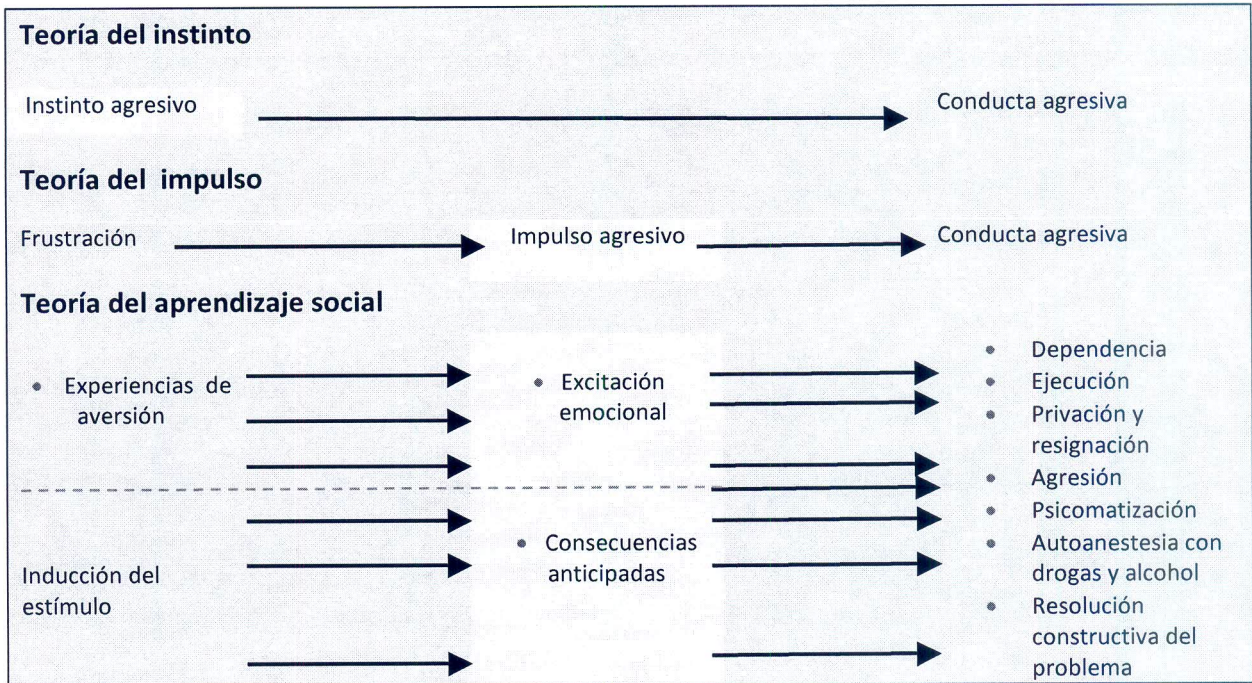 Teoría del instinto
Instinto agresivo
Conducta agresiva
Teoría del impulso
Frustración
Impulso agresivo
Conducta agresiva
Teoría del aprendizaje social
• Experiencias de
aversión
• Excitación
emocional
• Dependencia
• Ejecución
• Privación y
resignación
• Agresión
• Psicomatización
• Autoanestesia con
drogas y alcohol
• Resolución
constructiva del
problema
Inducción del
estímulo
• Consecuencias
anticipadas